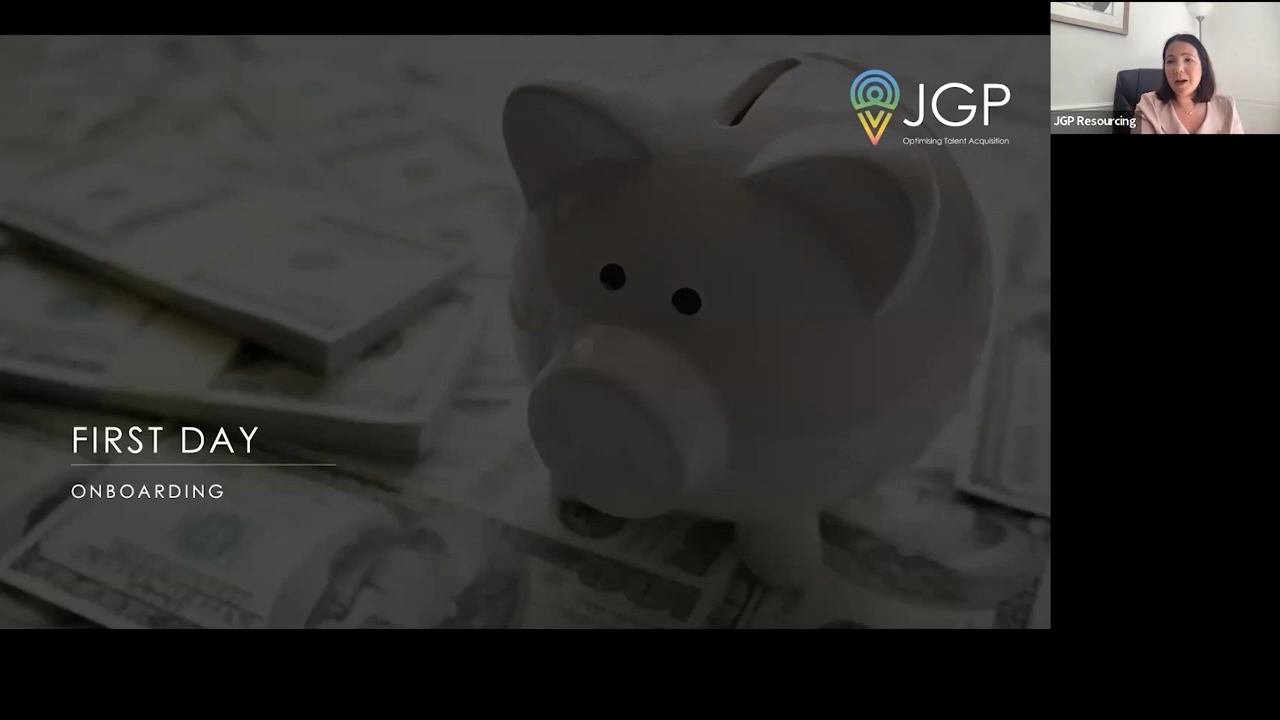 JGP
Optimising Talent Acquisition
JGP Resourcing
FIRST DAY
ONBOARDING